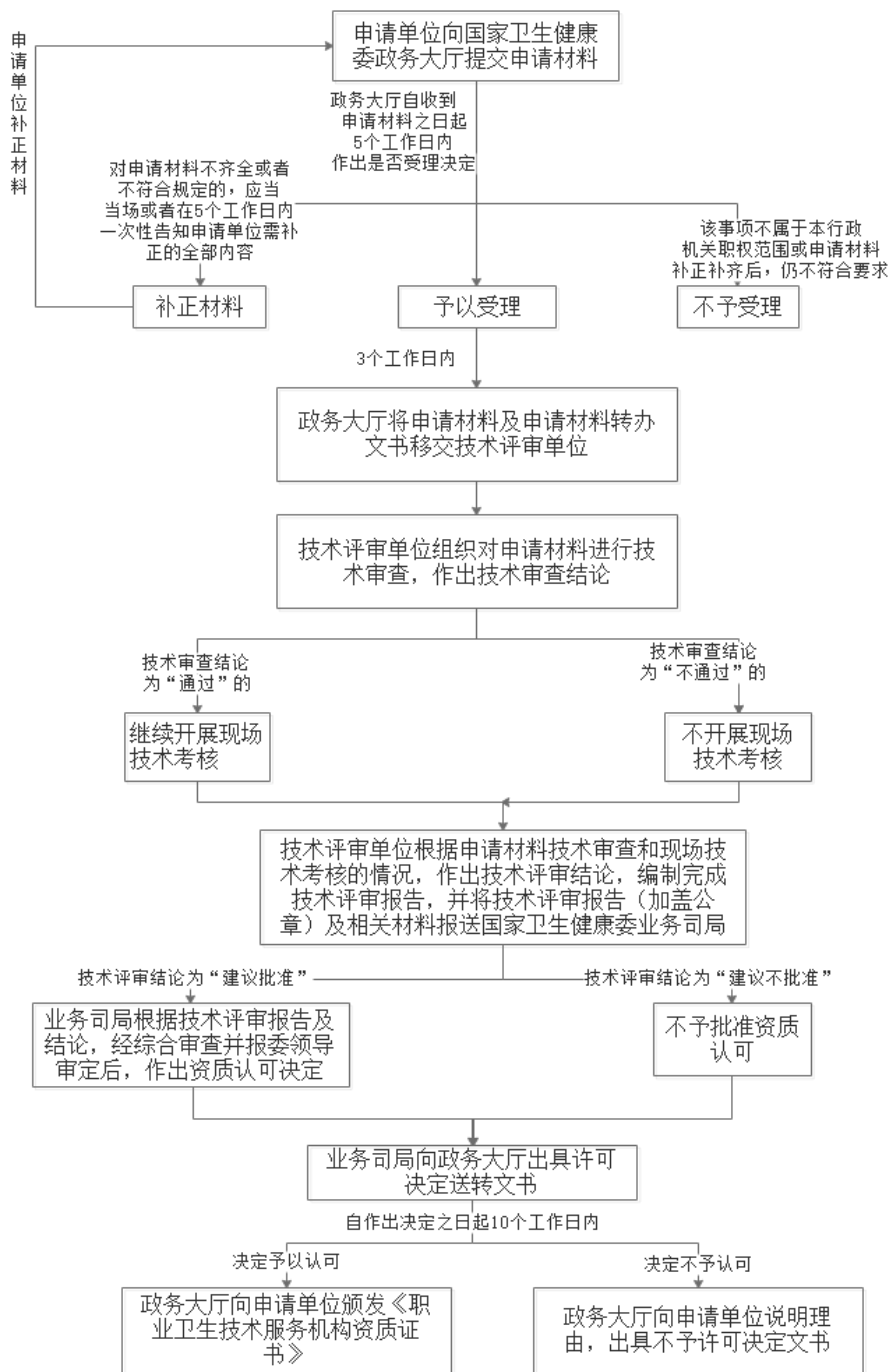 申请单位向国家卫生健康
委政务大厅提交申请材料
申请单位补正材料
政务大厅自收到
申请材料之日起
5个工作日内
作出是否受理决定
对申请材料不齐全或者
不符合规定的，应当
当场或者在5个工作日内
一次性告知申请单位需补
正的全部内容
该事项不属于本行政
机关职权范围或申请材料
补正补齐后，仍不符合要求
补正材料
予以受理
不予受理
3个工作日内
政务大厅将申请材料及申请材料转办
文书移交技术评审单位
技术评审单位组织对申请材料进行技
术审查，作出技术审查结论
技术审查结论
为“通过”的
技术审查结论
为“不通过”的
继续开展现场
技术考核
不开展现场
技术考核
技术评审单位根据申请材料技术审查和现场技
术考核的情况，作出技术评审结论，编制完成
技术评审报告，并将技术评审报告（加盖公
章）及相关材料报送国家卫生健康委业务司局
技术评审结论为“建议批准”
技术评审结论为“建议不批准”
业务司局根据技术评审报告及
结论，经综合审查并报委领导
审定后，作出资质认可决定
不予批准资质
认可
业务司局向政务大厅出具许可
决定送转文书
自作出决定之日起10个工作日内
决定予以认可
决定不予认可
政务大厅向申请单位颁发《职
业卫生技术服务机构资质证
书》
政务大厅向申请单位说明理
由，出具不予许可决定文书